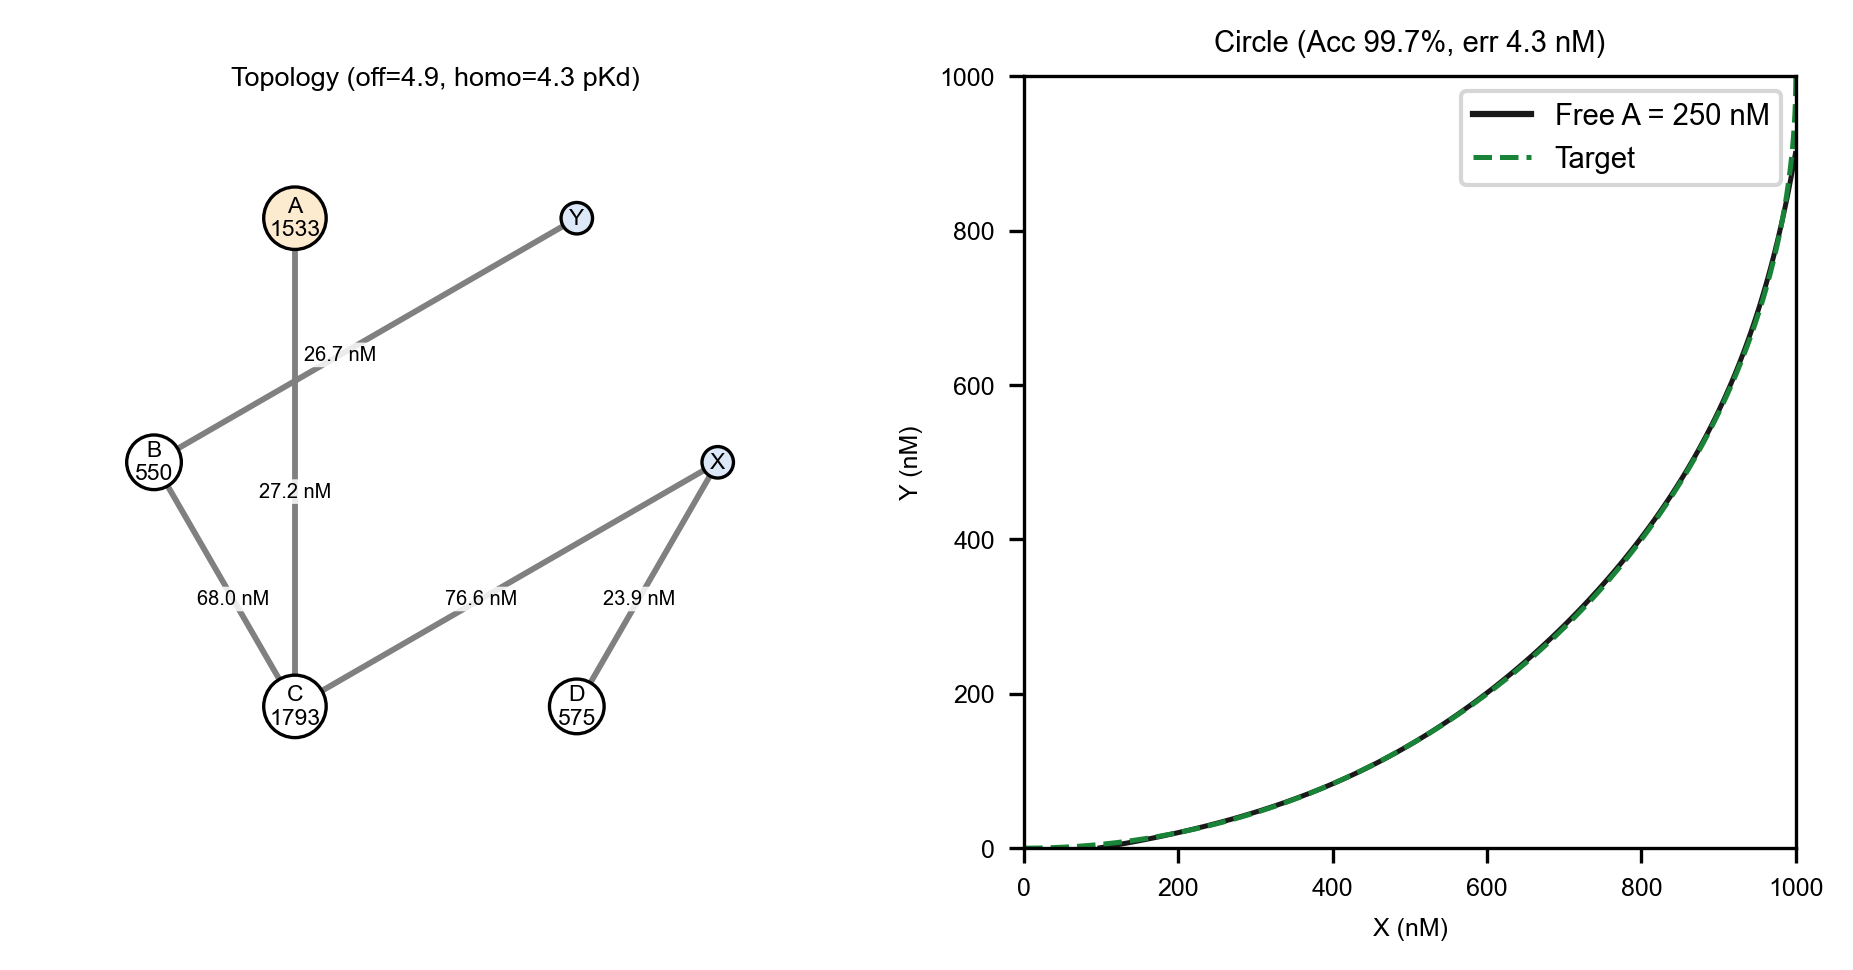 Topology (off=4.9, homo=4.3 pKd)
A
1533
Y
26.7 nM
B
550
X
27.2 nM
68.0 nM
76.6 nM
23.9 nM
C
1793
D
575
Circle (Acc 99.7%, err 4.3 nM)
Free A = 250 nM
Target
1000
800
600
400
200
0
Y (nM)
0
200
400
600
800
1000
X (nM)